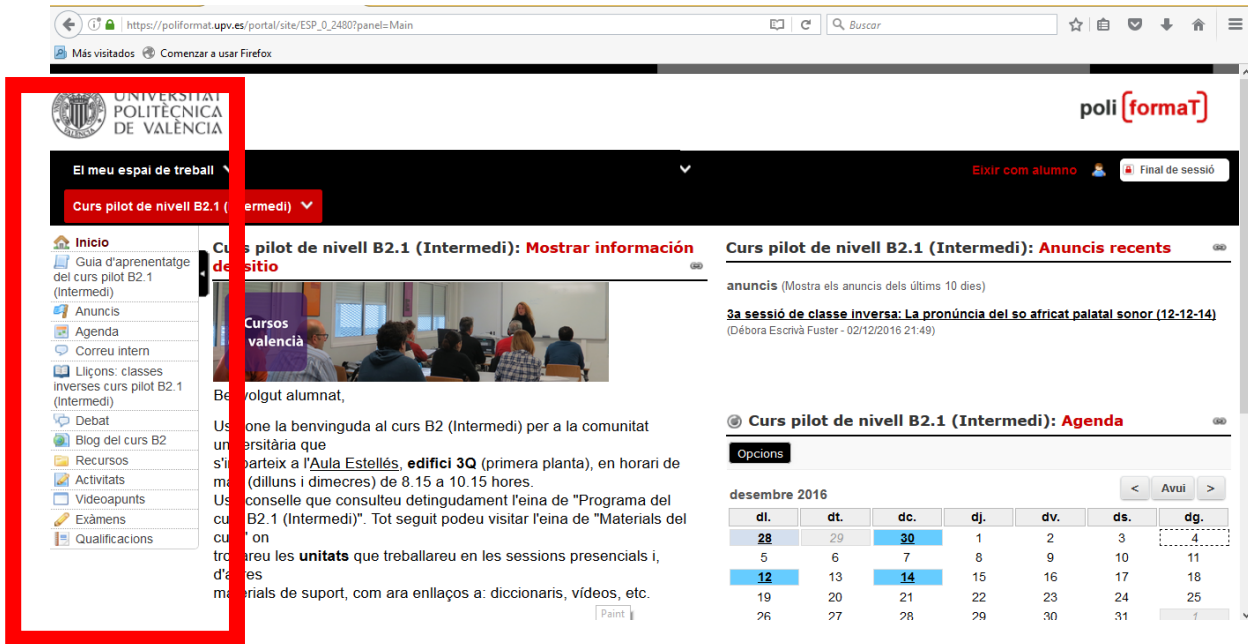 https://poliformat.upv.es/portal/site/ESP_0_2480?panel=Main
Buscar
Más visitados Comenzar a usar Firefox
UNIVERSITAT
POLITÈCNICA
DE VALÈNCIA
poli [formaT]
El meu espai de treball
Eixir com alumno
Final de sessió
Curs pilot de nivell B2.1 (Intermedi)
Inicio
Guia d'aprenentatge
del curs pilot B2.1
(Intermedi)
Anuncis
Agenda
Correu intern
Lliçons: classes
inverses curs pilot B2.1
(Intermedi)
Debat
Blog del curs B2
Recursos
Activitats
Videoapunts
Exàmens
Qualificacions
pilot de nivell B2.1 (Intermedi): Mostrar información
sitio
Cursos
valencià
alumnat,
la benvinguda al curs B2 (Intermedi) per a la comunitat
que
a l'Aula Estellés, edifici 3Q (primera planta), en horari de
(dilluns i dimecres) de 8.15 a 10.15 hores.
que consulteu detingudament l'eina de "Programa del
B2.1 (Intermedi)". Tot seguit podeu visitar l'eina de "Materials del
on
les unitats que treballareu en les sessions presencials i,
de suport, com ara enllaços a: diccionaris, vídeos, etc.
Paint
Curs pilot de nivell B2.1 (Intermedi): Anuncis recents
anuncis (Mostra els anuncis dels últims 10 dies)
3a sessió de classe inversa: La pronúncia del so africat palatal sonor (12-12-14)
(Débora Escrivà Fuster - 02/12/2016 21:49)
Curs pilot de nivell B2.1 (Intermedi): Agenda
Opcions
desembre 2016
< Avui >
dl. dt. dc. dj. dv. ds. dg.
28 29 30 1 2 3 4
5 6 7 8 9 10 11
12 13 14 15 16 17 18
19 20 21 22 23 24 25
26 27 28 29 30 31 1